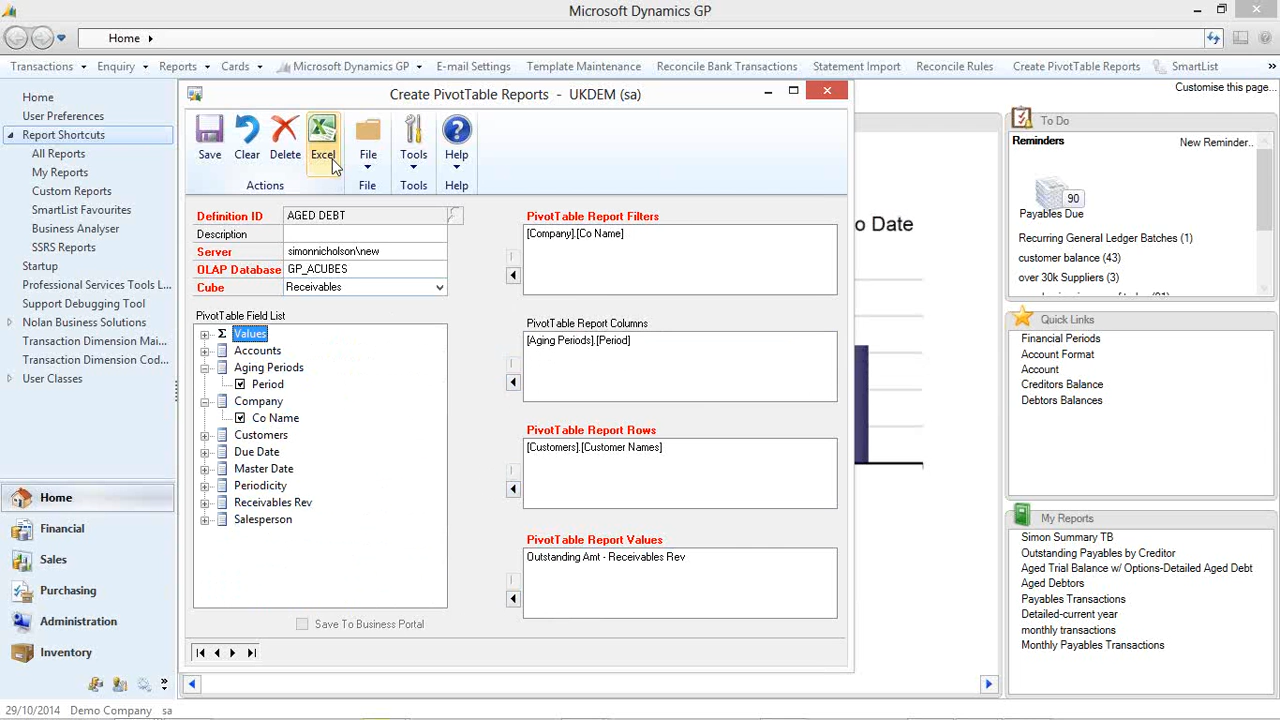 Microsoft Dynamics GP
Home
Transactions Enquiry Reports Cards Microsoft Dynamics GP E-mail Settings Template Maintenance Reconcile Bank Transactions Statement Import Reconcile Rules Create PivotTable Reports SmartList »
Customise this page..
Home
User Preferences
Report Shortcuts
All Reports
My Reports
Custom Reports
SmartList Favourites
Business Analyser
SSRS Reports
Startup
Professional Services Tools L...
Support Debugging Tool
Nolan Business Solutions
Transaction Dimension Mai...
Transaction Dimension Cod...
User Classes
Home
Financial
Sales
Purchasing
Administration
Inventory
Create PivotTable Reports - UKDEM (sa)
Save Clear Delete Excel File Tools Help
Actions File Tools Help
Definition ID AGED DEBT
Description
Server simonnicholson\new
OLAP Database GP_ACUBES
Cube Receivables
PivotTable Field List
Σ Values
Accounts
Aging Periods
Period
Company
Co Name
Customers
Due Date
Master Date
Periodicity
Receivables Rev
Salesperson
Save To Business Portal
PivotTable Report Filters
[Company].[Co Name]
PivotTable Report Columns
[Aging Periods].[Period]
PivotTable Report Rows
[Customers].[Customer Names]
PivotTable Report Values
Outstanding Amt - Receivables Rev
o Date
To Do
Reminders New Reminder..
90
Payables Due
Recurring General Ledger Batches (1)
customer balance (43)
over 30k Suppliers (3)
Quick Links
Financial Periods
Account Format
Account
Creditors Balance
Debtors Balances
My Reports
Simon Summary TB
Outstanding Payables by Creditor
Aged Trial Balance w/ Options-Detailed Aged Debt
Aged Debtors
Payables Transactions
Detailed-current year
monthly transactions
Monthly Payables Transactions
29/10/2014 Demo Company sa